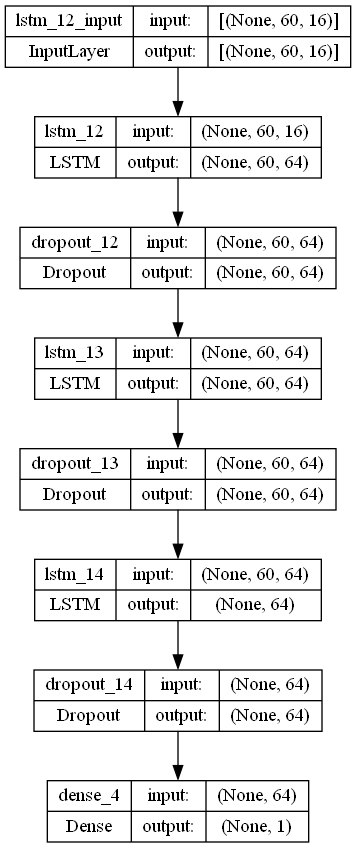 lstm_12_input input: [(None, 60, 16)]
InputLayer output: [(None, 60, 16)]
lstm_12 input: (None, 60, 16)
LSTM output: (None, 60, 64)
dropout_12 input: (None, 60, 64)
Dropout output: (None, 60, 64)
lstm_13 input: (None, 60, 64)
LSTM output: (None, 60, 64)
dropout_13 input: (None, 60, 64)
Dropout output: (None, 60, 64)
lstm_14 input: (None, 60, 64)
LSTM output: (None, 64)
dropout_14 input: (None, 64)
Dropout output: (None, 64)
dense_4 input: (None, 64)
Dense output: (None, 1)